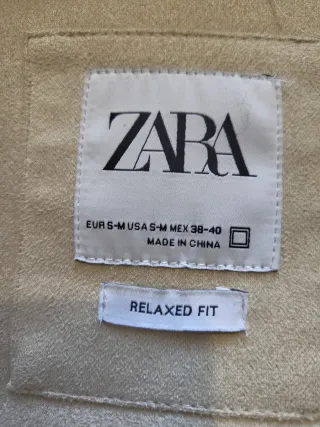 ZARA
EUR S-M USA S-M MEX 38-40
MADE IN CHINA
RELAXED FIT